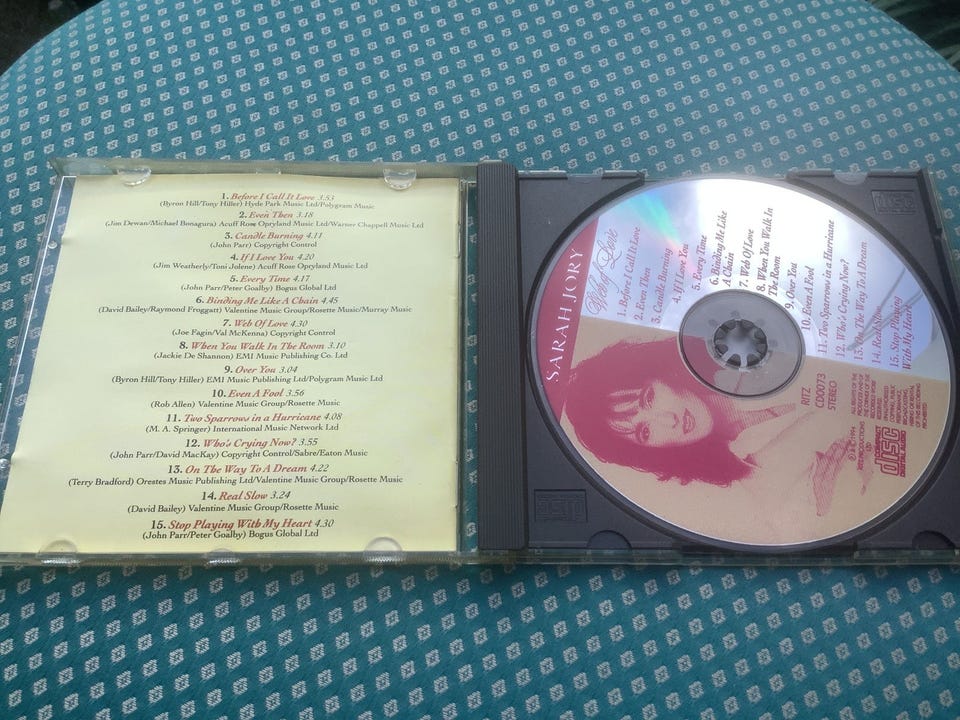 1. Before I Call It Love 3.53
(Byron Hill/Tony Hiller) Hyde Park Music Ltd/Polygram Music
2. Even Then 3.18
(Jim Dewan/Michael Bonagura) Acuff Rose Opryland Music Ltd/Warner Chappell Music Ltd
3. Candle Burning 4.11
(John Parr) Copyright Control
4. If I Love You 4.20
(Jim Weatherly/Toni Jolene) Acuff Rose Opryland Music Ltd
5. Every Time 4.17
(John Parr/Peter Goalby) Bogus Global Ltd
6. Binding Me Like A Chain 4.45
(David Bailey/Raymond Froggatt) Valentine Music Group/Rosette/Murray Music
7. Web Of Love 4.30
(Joe Fagin/Val McKenna) Copyright Control
8. When You Walk In The Room 3.10
(Jackie De Shannon) EMI Music Publishing Co. Ltd
9. Over You 3.04
(Byron Hill/Tony Hiller) EMI Music Publishing Ltd/Polygram Music Ltd
10. Even A Fool 3.56
(Rob Allen) Valentine Music Group/Rosette Music
11. Two Sparrows in a Hurricane 4.08
(M. A. Springer) International Music Network Ltd
12. Who's Crying Now? 3.55
(John Parr/David MacKay) Copyright Control/Sabre/Eaton Music
13. On The Way To A Dream 4.22
(Terry Bradford) Orestes Music Publishing Ltd/Valentine Music Group/Rosette Music
14. Real Slow 3.24
(David Bailey) Valentine Music Group/Rosette Music
15. Stop Playing With My Heart 4.30
(John Parr/Peter Goalby) Bogus Global Ltd
SARAH JORY
Web of Love
1. Before I Call It Love
2. Even Then
3. Candle Burning
4. If I Love You
5. Every Time
6. Binding Me Like
A Chain
7. Web Of Love
8. When You Walk In
The Room
9. Over You
10. Even A Fool
11. Two Sparrows in a Hurricane
12. Who's Crying Now?
13. On The Way To A Dream
14. Real Slow
15. Stop Playing
With My Heart
RITZ
CD0073
STEREO
COMPACT
disc
DIGITAL AUDIO